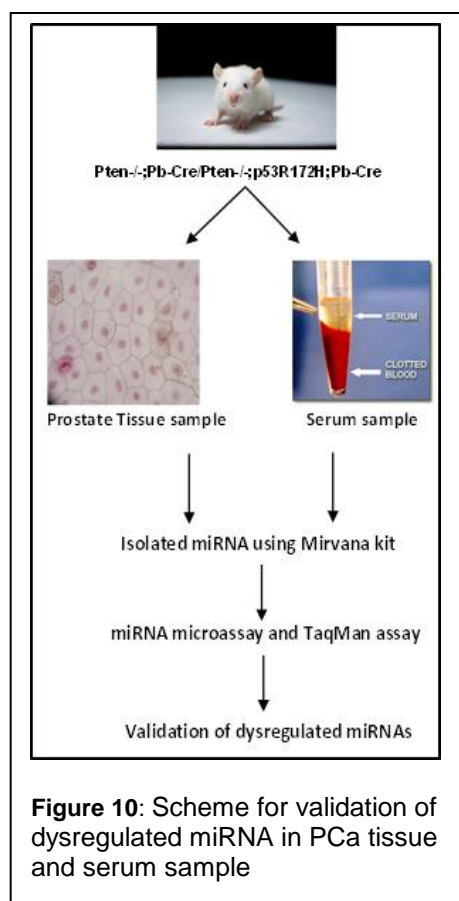 Pten-/-;Pb-Cre/Pten-/-;p53R172H;Pb-Cre
SERUM
CLOTTED
BLOOD
Prostate Tissue sample
Serum sample
Isolated miRNA using Mirvana kit
miRNA microassay and TaqMan assay
Validation of dysregulated miRNAs
Figure 10: Scheme for validation of
dysregulated miRNA in PCa tissue
and serum sample